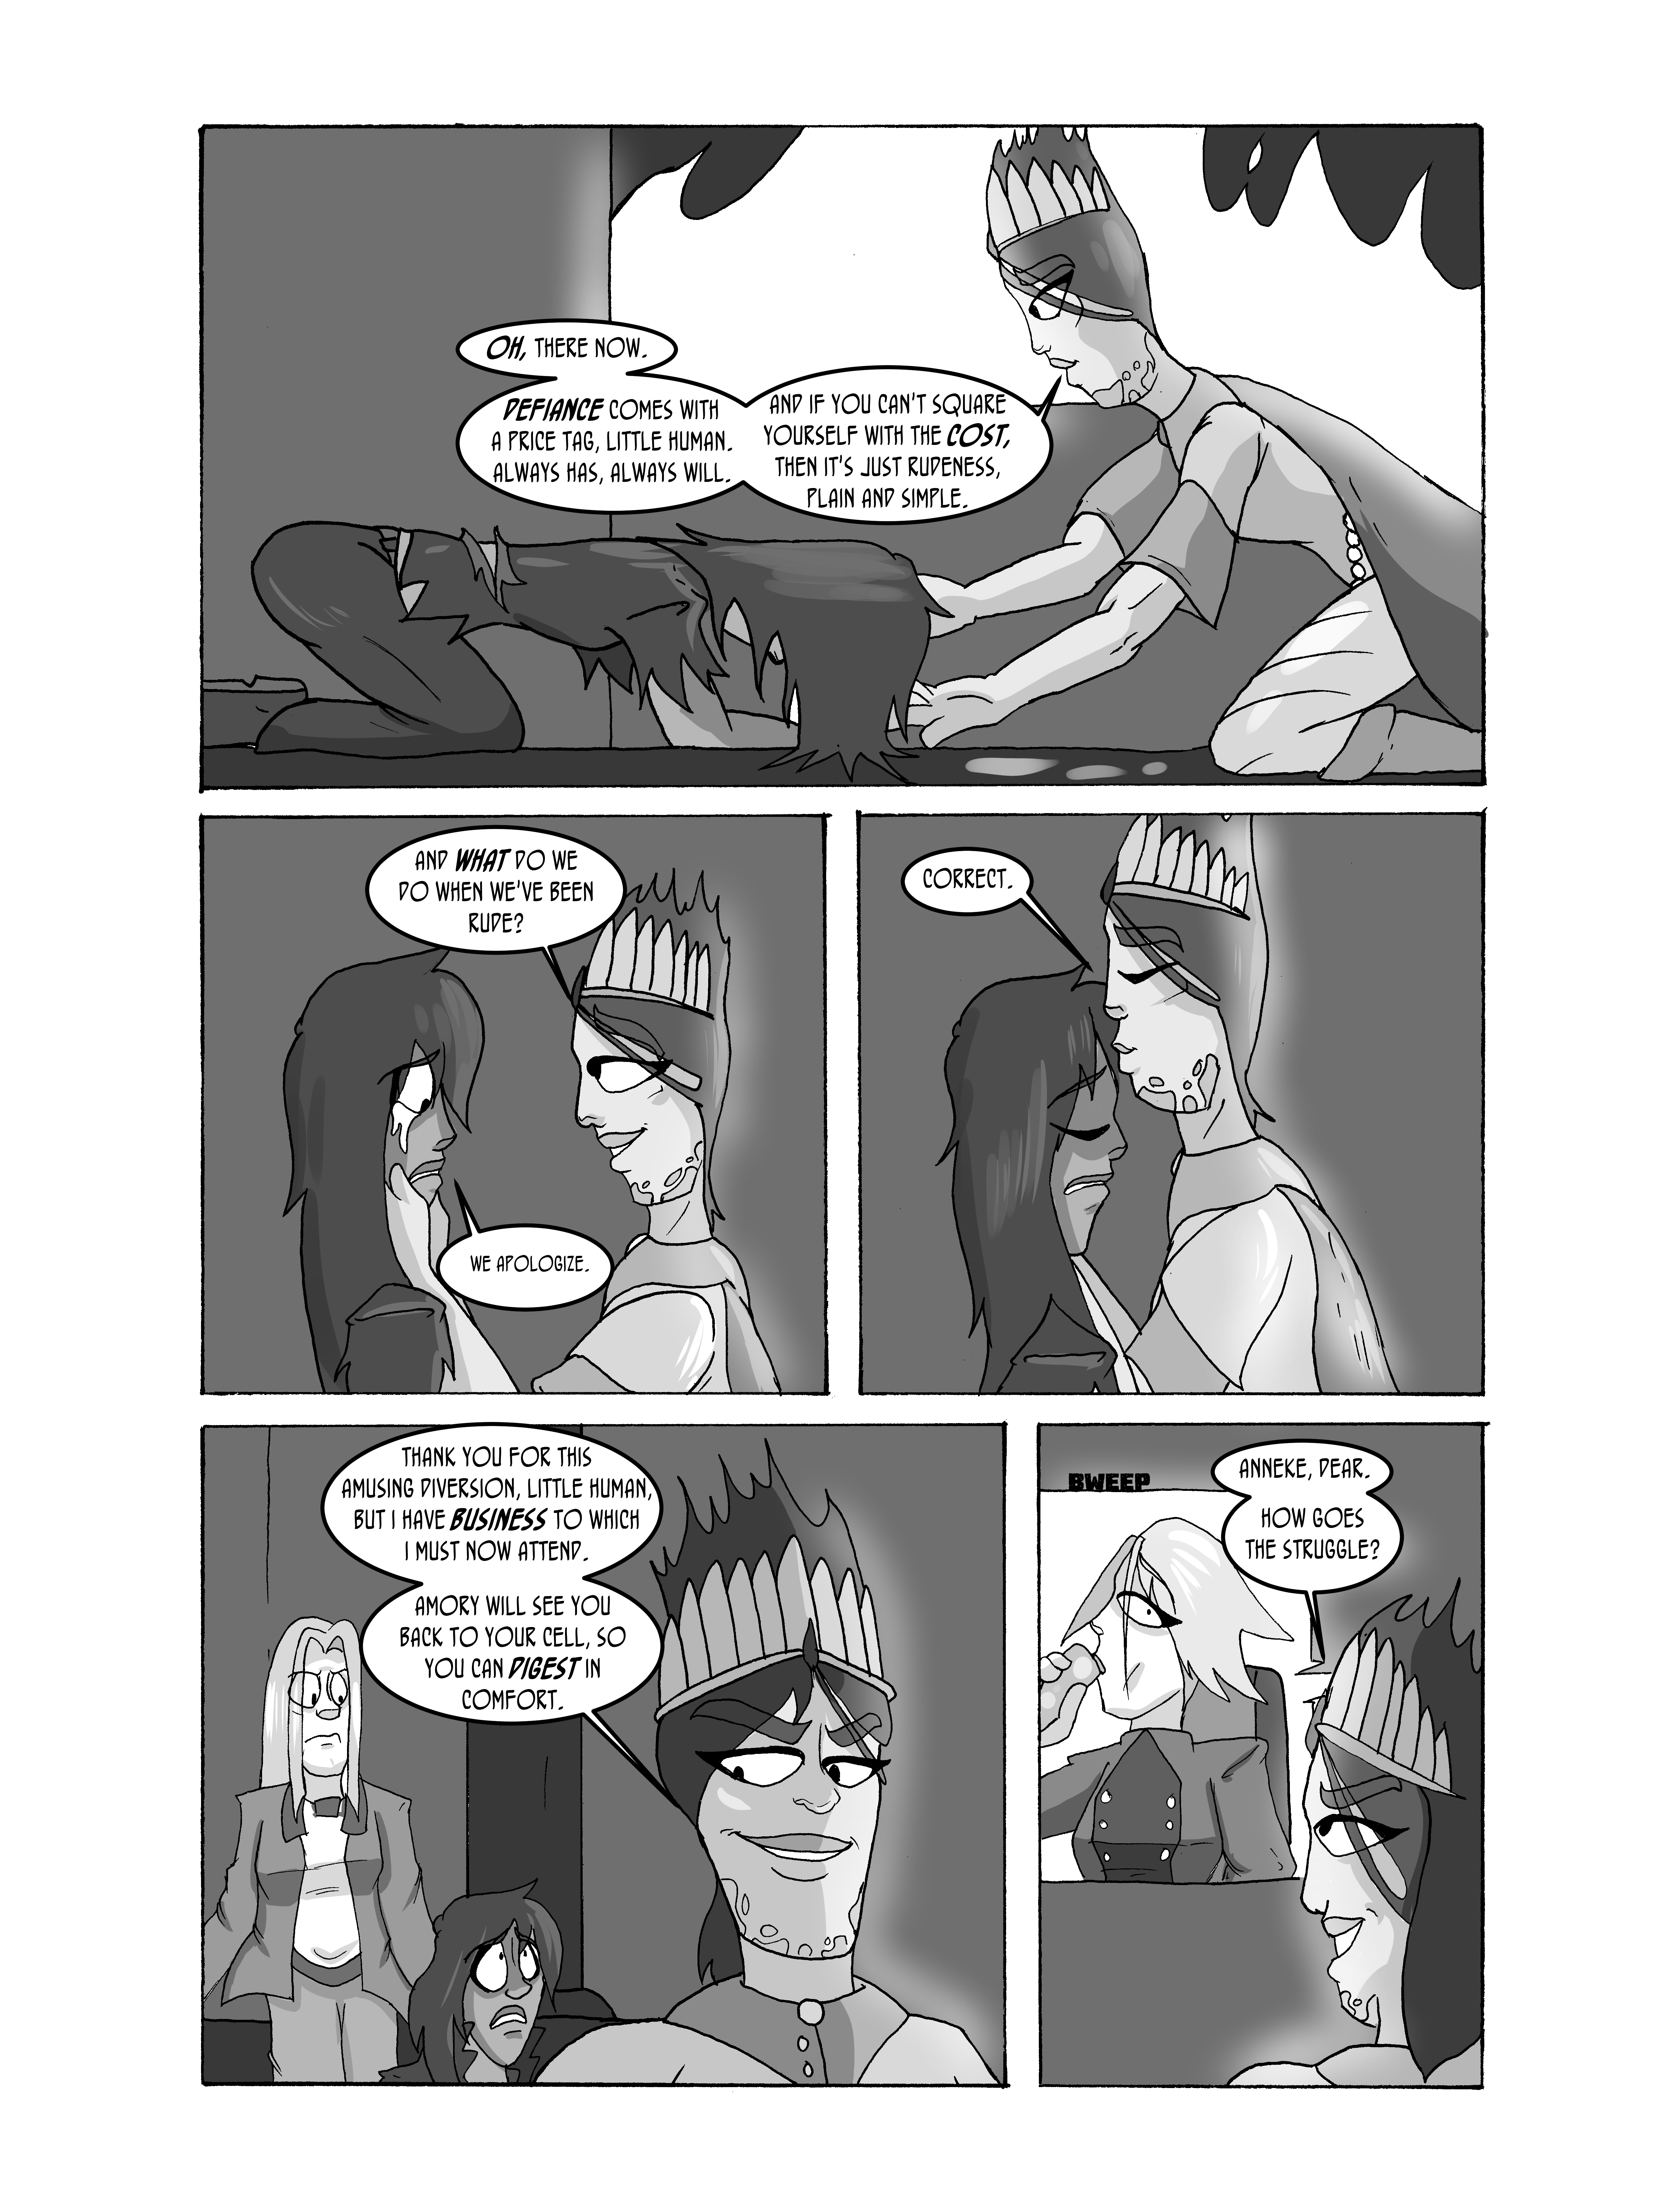 OH, THERE NOW.
DEFIANCE COMES WITH
A PRICE TAG, LITTLE HUMAN.
ALWAYS HAS, ALWAYS WILL.
AND IF YOU CAN'T SQUARE
YOURSELF WITH THE COST,
THEN IT'S JUST RUDENESS,
PLAIN AND SIMPLE.
AND WHAT DO WE
DO WHEN WE'VE BEEN
RUDE?
WE APOLOGIZE.
CORRECT.
THANK YOU FOR THIS
AMUSING DIVERSION, LITTLE HUMAN,
BUT I HAVE BUSINESS TO WHICH
I MUST NOW ATTEND.
AMORY WILL SEE YOU
BACK TO YOUR CELL, SO
YOU CAN DIGEST IN
COMFORT.
BWEEP
ANNEKE, DEAR.
HOW GOES
THE STRUGGLE?